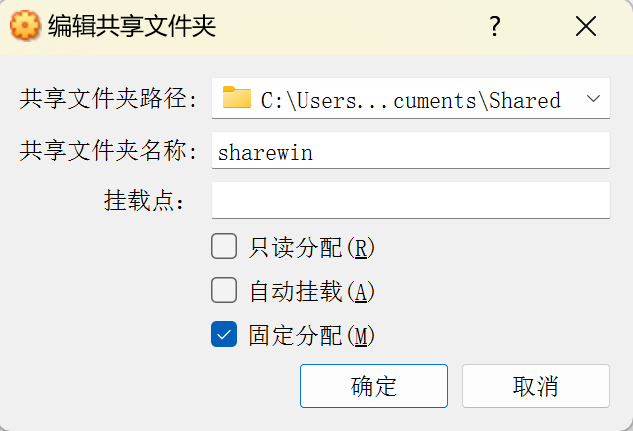 编辑共享文件夹 ?
共享文件夹路径: C:\Users...cuments\Shared
共享文件夹名称: sharewin
挂载点:
只读分配(R)
自动挂载(A)
固定分配(M)
确定 取消